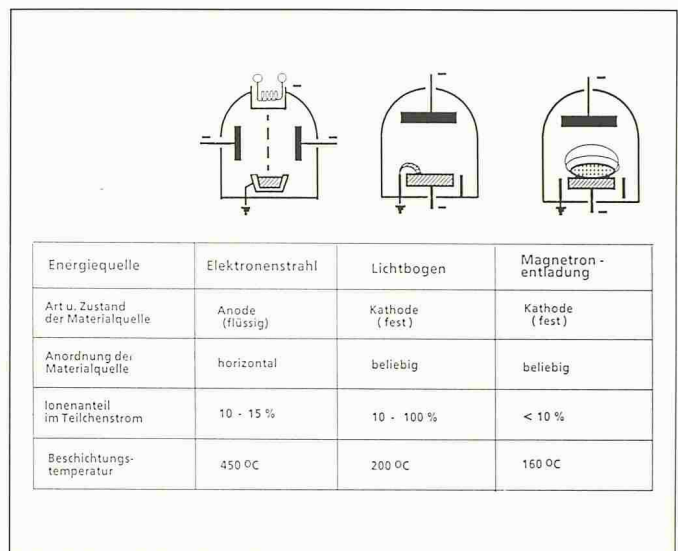 Energiequelle Elektronenstrahl Lichtbogen Magnetron -
entladung
Art u. Zustand
der Materialquelle
Anode
(flüssig)
Kathode
(fest)
Kathode
(fest)
Anordnung der
Materialquelle
horizontal beliebig beliebig
Ionenanteil
im Teilchenstrom
10 - 15 % 10 - 100 % < 10 %
Beschichtungs-
temperatur
450 ºC 200 ºC 160 ºC